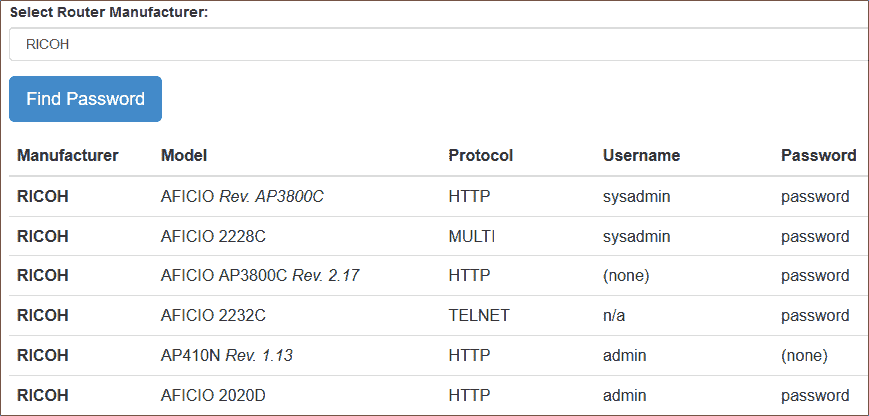 Select Router Manufacturer:
RICOH
Find Password
Manufacturer Model Protocol Username Password
RICOH AFICIO Rev. AP3800C HTTP sysadmin password
RICOH AFICIO 2228C MULTI sysadmin password
RICOH AFICIO AP3800C Rev. 2.17 HTTP (none) password
RICOH AFICIO 2232C TELNET n/a password
RICOH AP410N Rev. 1.13 HTTP admin (none)
RICOH AFICIO 2020D HTTP admin password